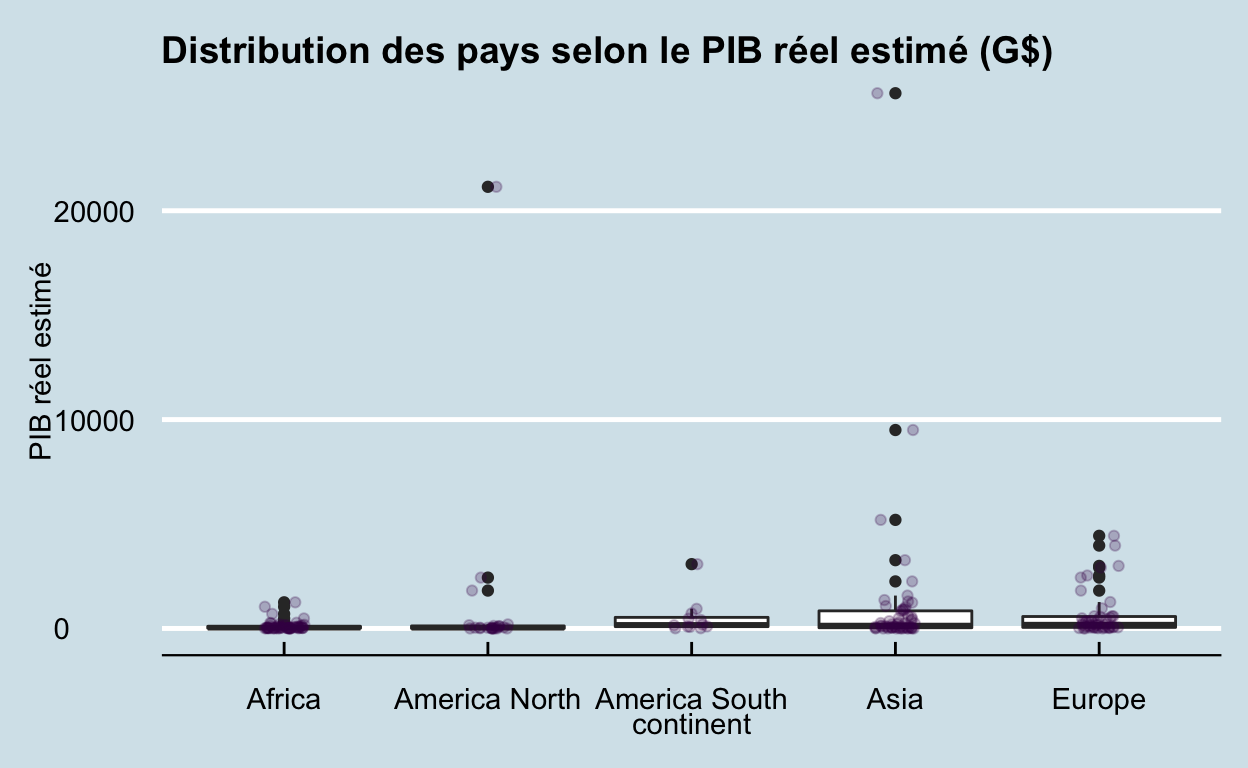 Distribution des pays selon le PIB réel estimé (G$)
PIB réel estimé
20000
10000
0
Africa
America North
America South
Asia
Europe
continent